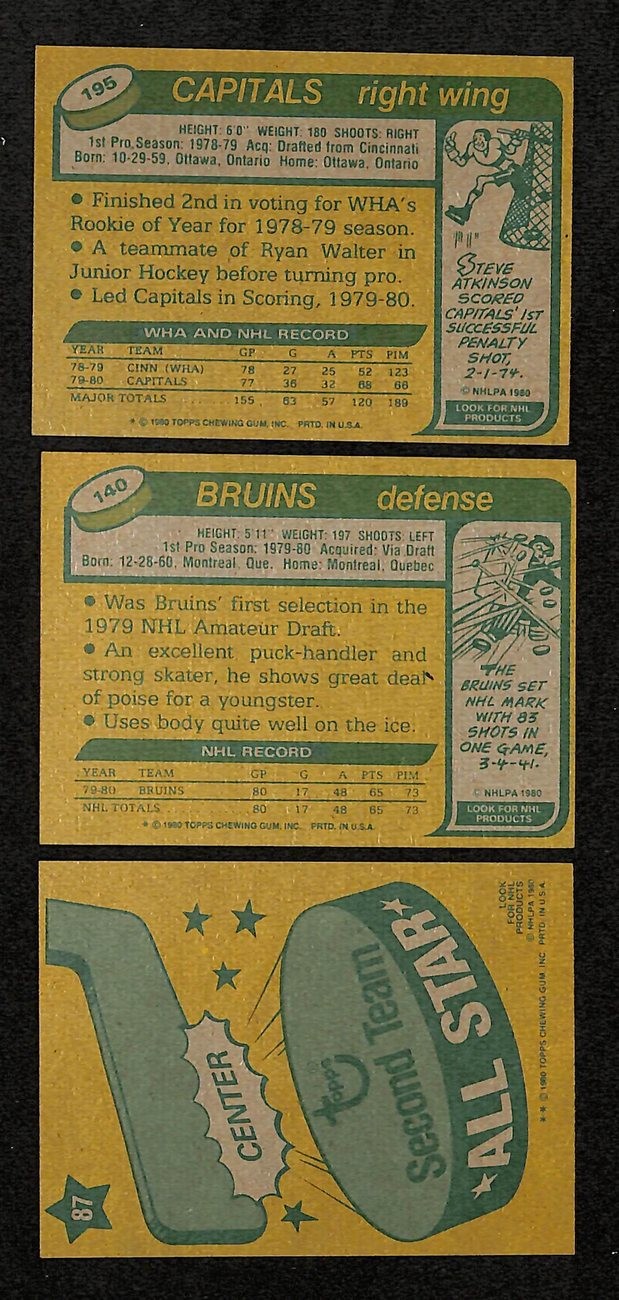 195
CAPITALS right wing
HEIGHT: 6'0" WEIGHT: 180 SHOOTS: RIGHT
1st Pro Season: 1978-79 Acq: Drafted from Cincinnati
Born: 10-29-59, Ottawa, Ontario Home: Ottawa, Ontario
• Finished 2nd in voting for WHA's
Rookie of Year for 1978-79 season.
• A teammate of Ryan Walter in
Junior Hockey before turning pro.
• Led Capitals in Scoring, 1979-80.
WHA AND NHL RECORD
YEAR TEAM GP G A PTS PIM
78-79 CINN (WHA) 78 27 25 52 123
79-80 CAPITALS 77 36 32 68 66
MAJOR TOTALS ...... 155 63 57 120 189
* © 1980 TOPPS CHEWING GUM, INC. PRTD. IN U.S.A.
STEVE
ATKINSON
SCORED
CAPITALS' 1ST
SUCCESSFUL
PENALTY
SHOT,
2-1-74.
© NHLPA 1980
LOOK FOR NHL
PRODUCTS
140
BRUINS defense
HEIGHT: 5'11" WEIGHT: 197 SHOOTS: LEFT
1st Pro Season: 1979-80 Acquired: Via Draft
Born: 12-28-60, Montreal, Que. Home: Montreal, Quebec
• Was Bruins' first selection in the
1979 NHL Amateur Draft.
• An excellent puck-handler and
strong skater, he shows great deal
of poise for a youngster.
• Uses body quite well on the ice.
NHL RECORD
YEAR TEAM GP G A PTS PIM
79-80 BRUINS 80 17 48 65 73
NHL TOTALS ....... 80 17 48 65 73
* © 1980 TOPPS CHEWING GUM, INC. PRTD. IN U.S.A.
THE
BRUINS SET
NHL MARK
WITH 83
SHOTS IN
ONE GAME,
3-4-41.
© NHLPA 1980
LOOK FOR NHL
PRODUCTS
87
CENTER
TOPPS
Second Team
ALL STAR
LOOK
FOR NHL
PRODUCTS
© NHLPA 1980
** © 1980 TOPPS CHEWING GUM, INC. PRTD. IN U.S.A.